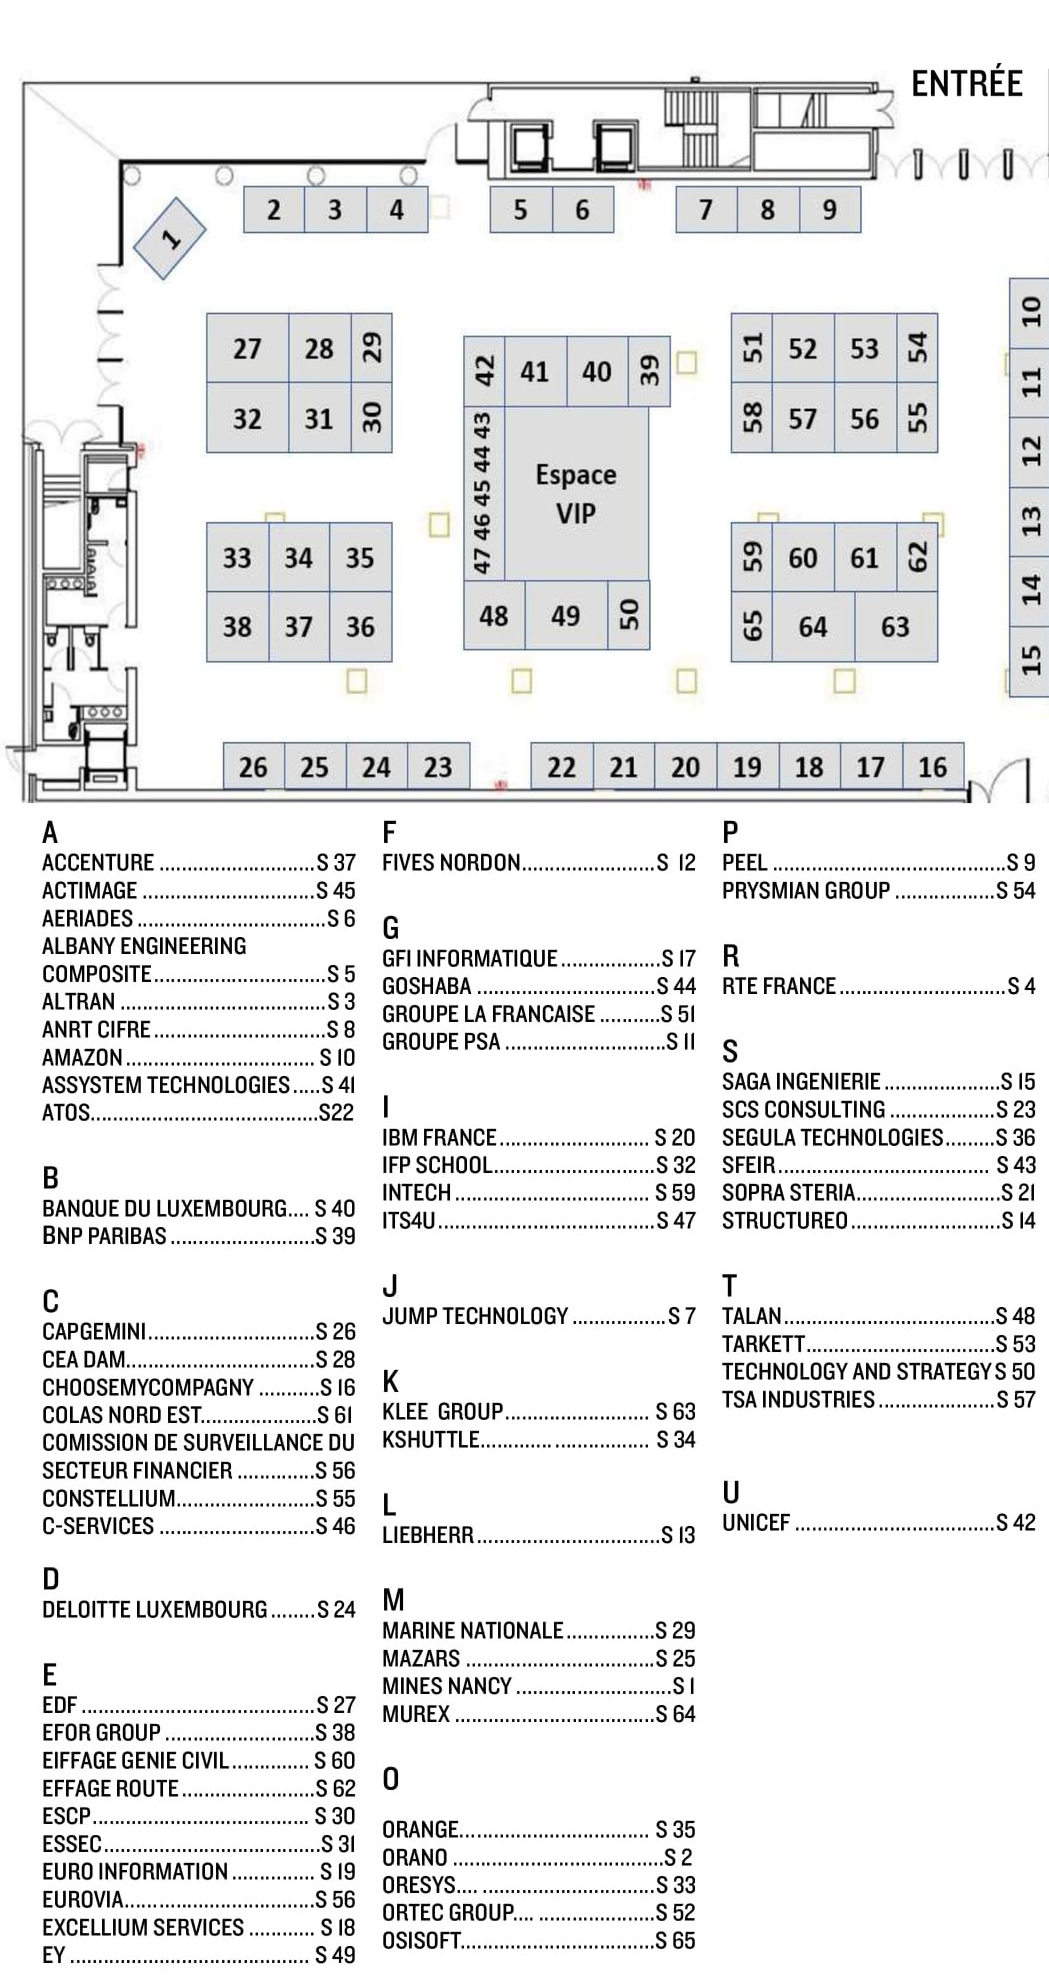 ENTRÉE
1
2 3 4 5 6 7 8 9
10
11
12
13
14
15
27 28 29
32 31 30
42 41 40 39
51 52 53 54
58 57 56 55
47 46 45 44 43
Espace
VIP
33 34 35
38 37 36
59 60 61 62
65 64 63
48 49 50
26 25 24 23 22 21 20 19 18 17 16
A
ACCENTURE ........................S 37
ACTIMAGE ..........................S 45
AERIADES ............................S 6
ALBANY ENGINEERING
COMPOSITE..........................S 5
ALTRAN ...............................S 3
ANRT CIFRE ..........................S 8
AMAZON ............................ S 10
ASSYSTEM TECHNOLOGIES.....S 41
ATOS..................................S22
B
BANQUE DU LUXEMBOURG.... S 40
BNP PARIBAS ......................S 39
C
CAPGEMINI.........................S 26
CEA DAM............................S 28
CHOOSEMYCOMPAGNY ...........S 16
COLAS NORD EST..................S 61
COMISSION DE SURVEILLANCE DU
SECTEUR FINANCIER ............S 56
CONSTELLIUM.....................S 55
C-SERVICES .......................S 46
D
DELOITTE LUXEMBOURG ........S 24
E
EDF ...................................S 27
EFOR GROUP .......................S 38
EIFFAGE GENIE CIVIL............ S 60
EFFAGE ROUTE ....................S 62
ESCP................................. S 30
ESSEC.................................S 31
EURO INFORMATION ............. S 19
EUROVIA.............................S 56
EXCELLIUM SERVICES .......... S 18
EY .................................... S 49
F
FIVES NORDON....................S 12
G
GFI INFORMATIQUE ...............S 17
GOSHABA ...........................S 44
GROUPE LA FRANCAISE ..........S 51
GROUPE PSA ........................S 11
I
IBM FRANCE....................... S 20
IFP SCHOOL........................S 32
INTECH ............................. S 59
ITS4U................................S 47
J
JUMP TECHNOLOGY ..............S 7
K
KLEE GROUP...................... S 63
KSHUTTLE......................... S 34
L
LIEBHERR............................S 13
M
MARINE NATIONALE..............S 29
MAZARS ............................S 25
MINES NANCY .......................S 1
MUREX ..............................S 64
O
ORANGE............................. S 35
ORANO ................................S 2
ORESYS.... ..........................S 33
ORTEC GROUP.... ..................S 52
OSISOFT.............................S 65
P
PEEL ...................................S 9
PRYSMIAN GROUP ...............S 54
R
RTE FRANCE .........................S 4
S
SAGA INGENIERIE .................S 15
SCS CONSULTING ................S 23
SEGULA TECHNOLOGIES.........S 36
SFEIR................................ S 43
SOPRA STERIA......................S 21
STRUCTUREO.......................S 14
T
TALAN................................S 48
TARKETT.............................S 53
TECHNOLOGY AND STRATEGY S 50
TSA INDUSTRIES ..................S 57
U
UNICEF ..............................S 42